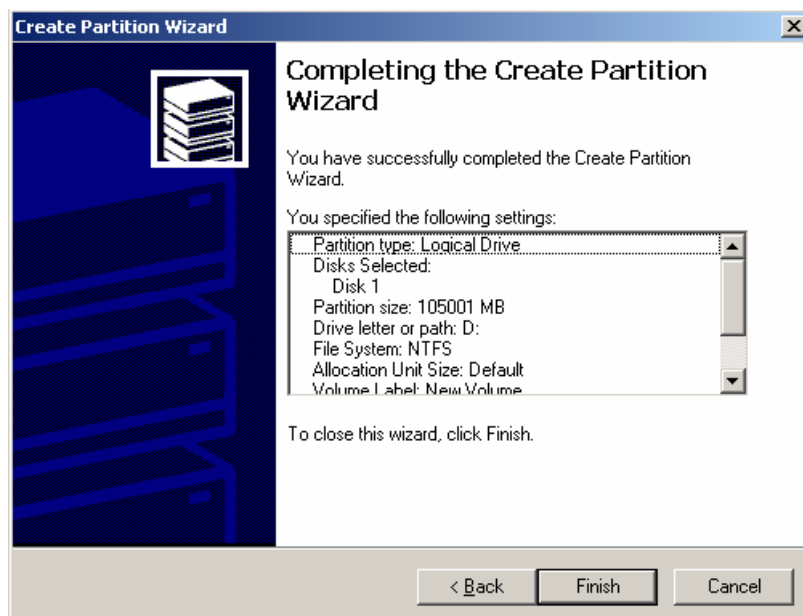 Create Partition Wizard
Completing the Create Partition
Wizard
You have successfully completed the Create Partition
Wizard.
You specified the following settings:
Partition type: Logical Drive
Disks Selected:
Disk 1
Partition size: 105001 MB
Drive letter or path: D:
File System: NTFS
Allocation Unit Size: Default
Volume Label: New Volume
To close this wizard, click Finish.
< Back Finish Cancel